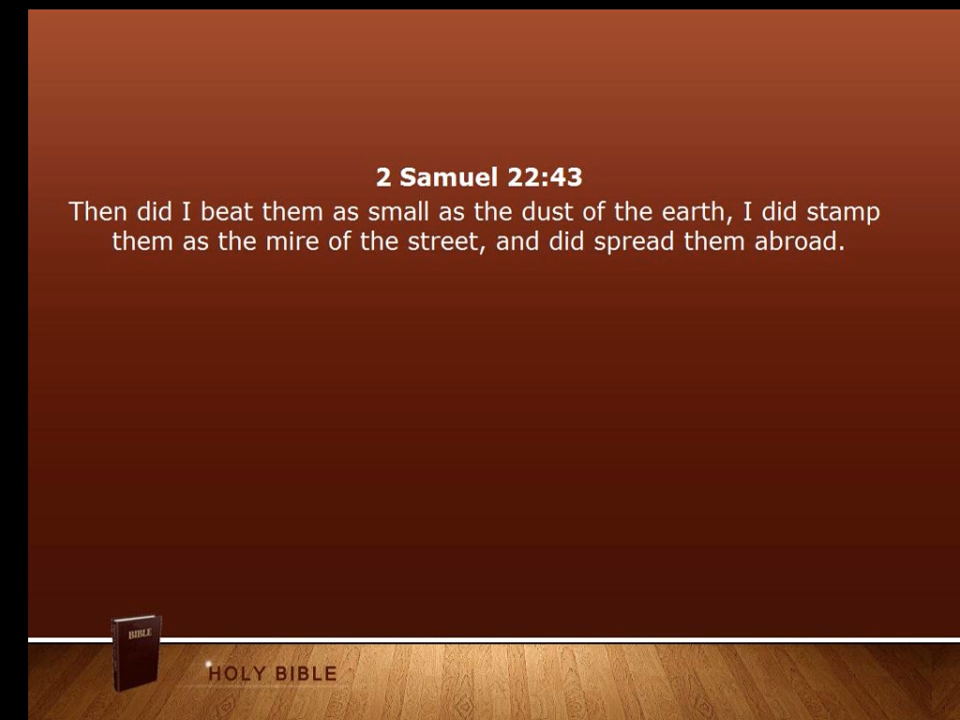 2 Samuel 22:43
Then did I beat them as small as the dust of the earth, I did stamp
them as the mire of the street, and did spread them abroad.
BIBLE
HOLY BIBLE